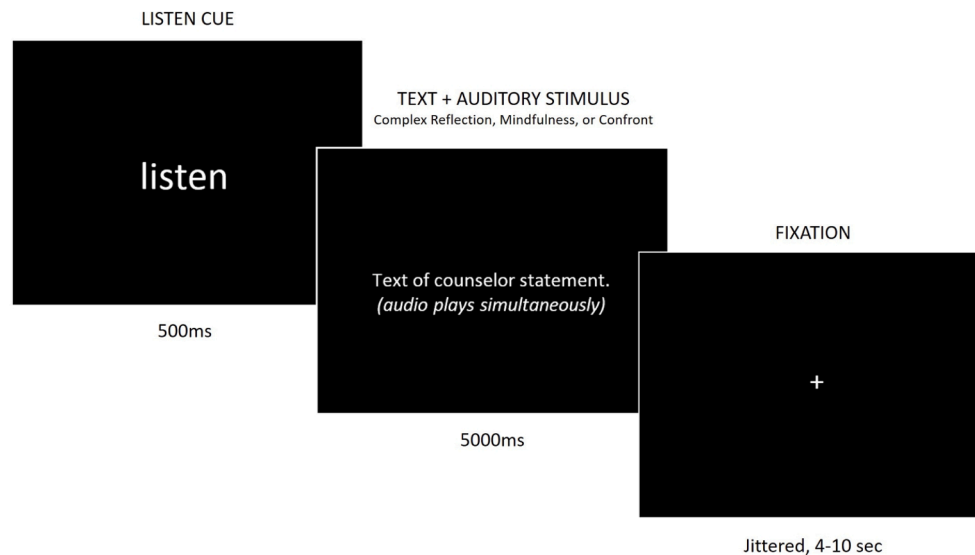 LISTEN CUE
listen
500ms
TEXT + AUDITORY STIMULUS
Complex Reflection, Mindfulness, or Confront
Text of counselor statement.
(audio plays simultaneously)
5000ms
FIXATION
+
Jittered, 4-10 sec